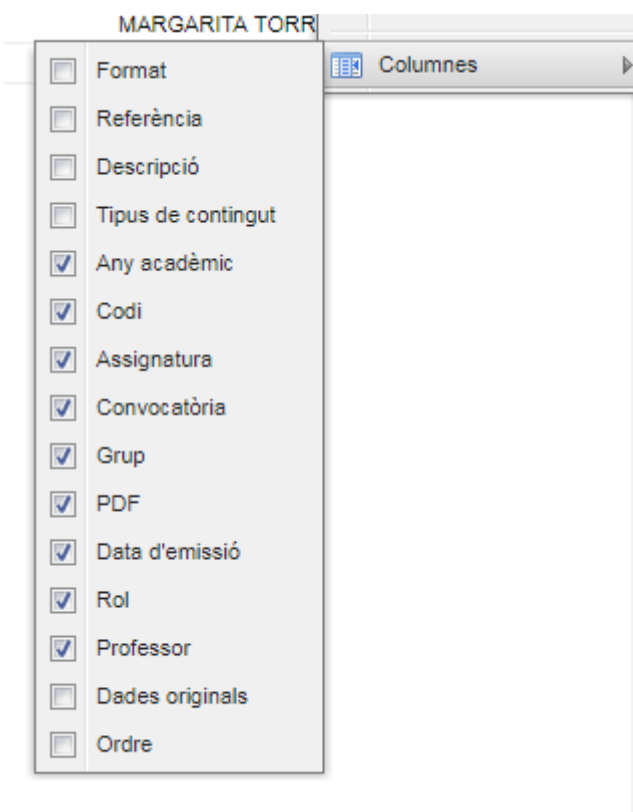 MARGARITA TORR
Columnes
Format
Referència
Descripció
Tipus de contingut
Any acadèmic
Codi
Assignatura
Convocatòria
Grup
PDF
Data d'emissió
Rol
Professor
Dades originals
Ordre